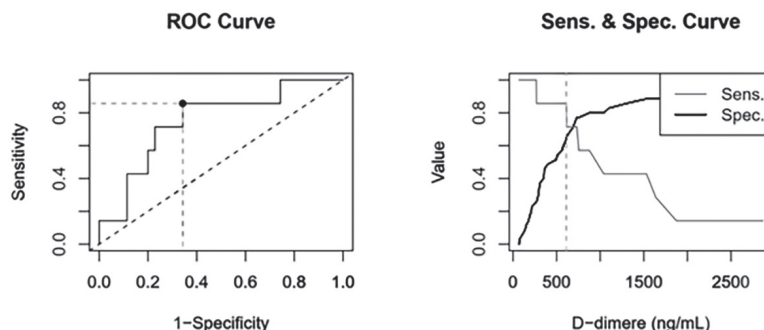 ROC Curve
Sensitivity
0.8
0.4
0.0
0.0 0.2 0.4 0.6 0.8 1.0
1−Specificity
Sens. & Spec. Curve
Value
0.8
0.4
0.0
Sens.
Spec.
0 500 1500 2500
D−dimere (ng/mL)